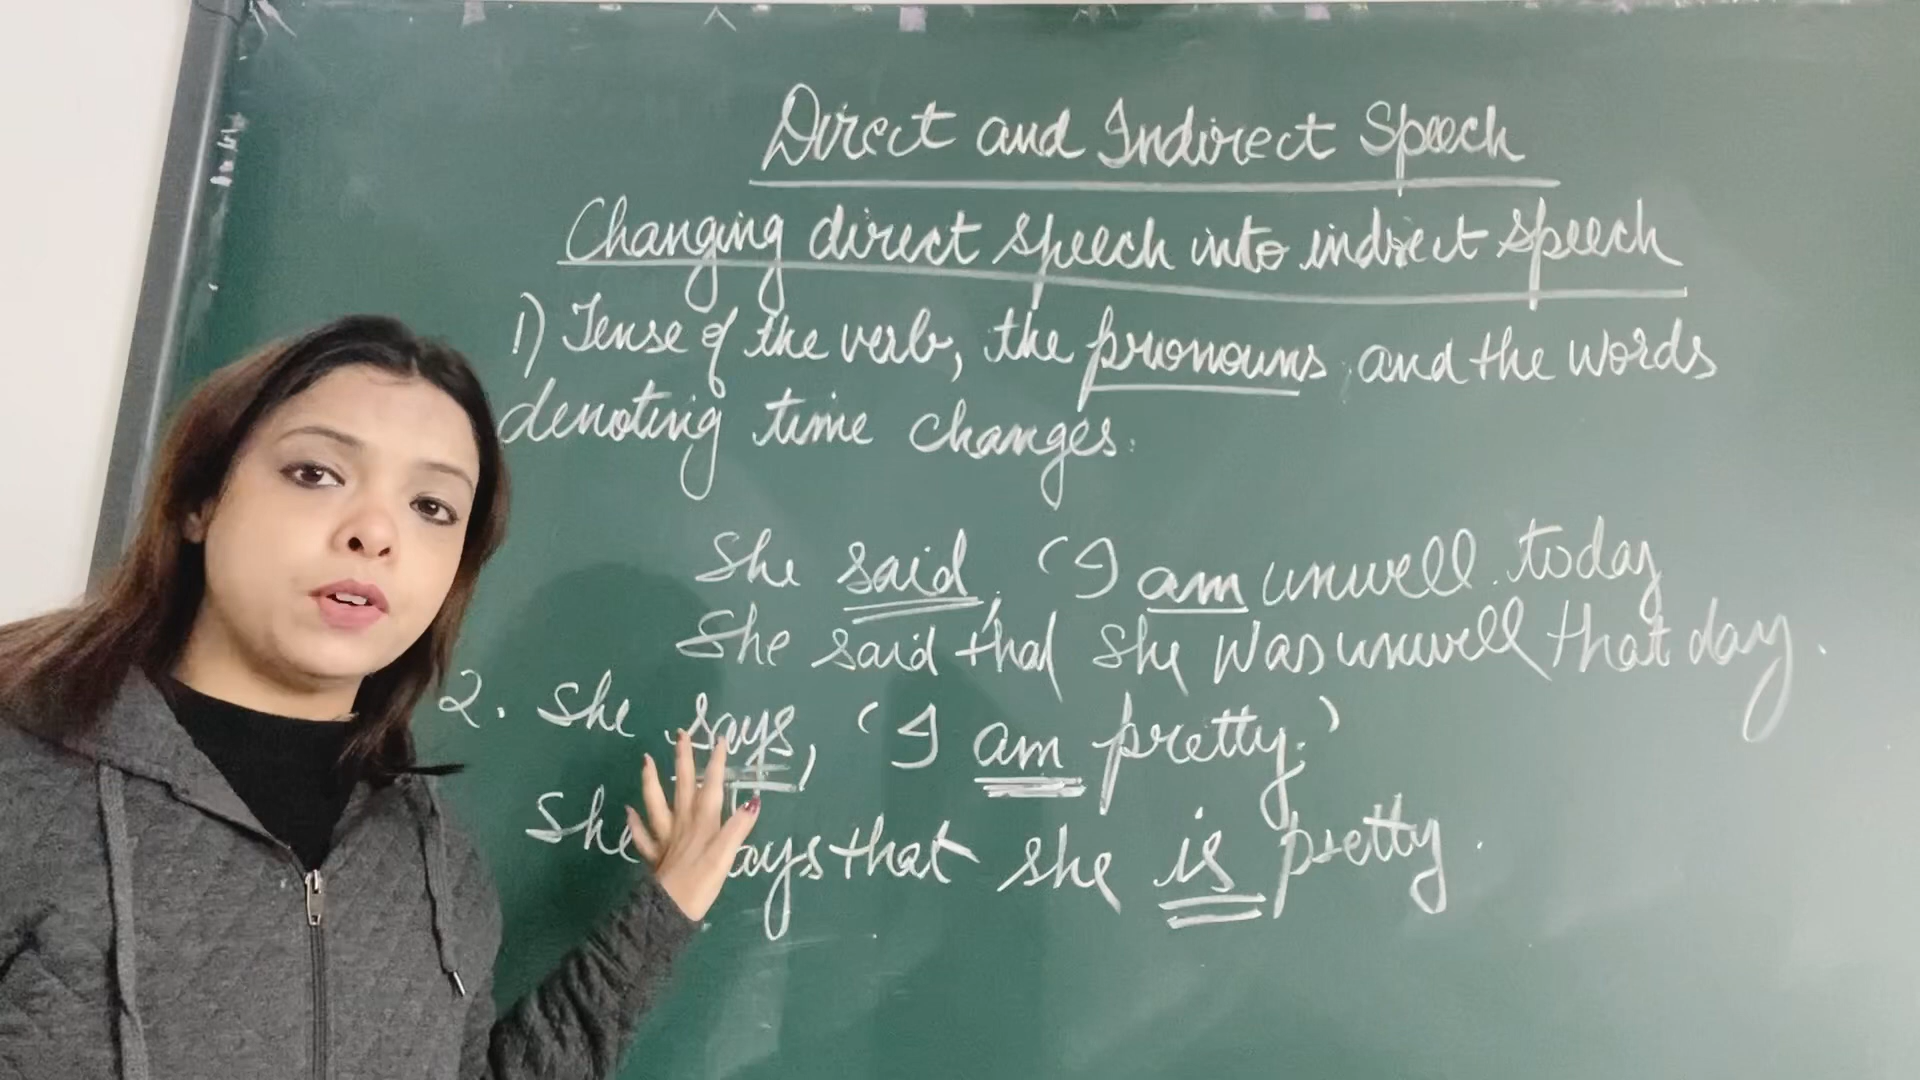 Direct and Indirect Speech
Changing direct speech into indirect speech
1) Tense of the verb, the pronouns and the words
denoting time changes.
She said, 'I am unwell today
She said that she was unwell that day.
2. She says, 'I am pretty.'
She says that she is pretty.